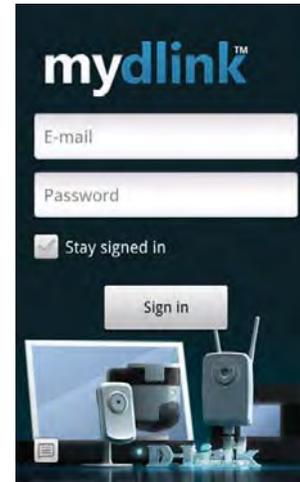 mydlink™
E-mail
Password
Stay signed in
Sign in
D-Link